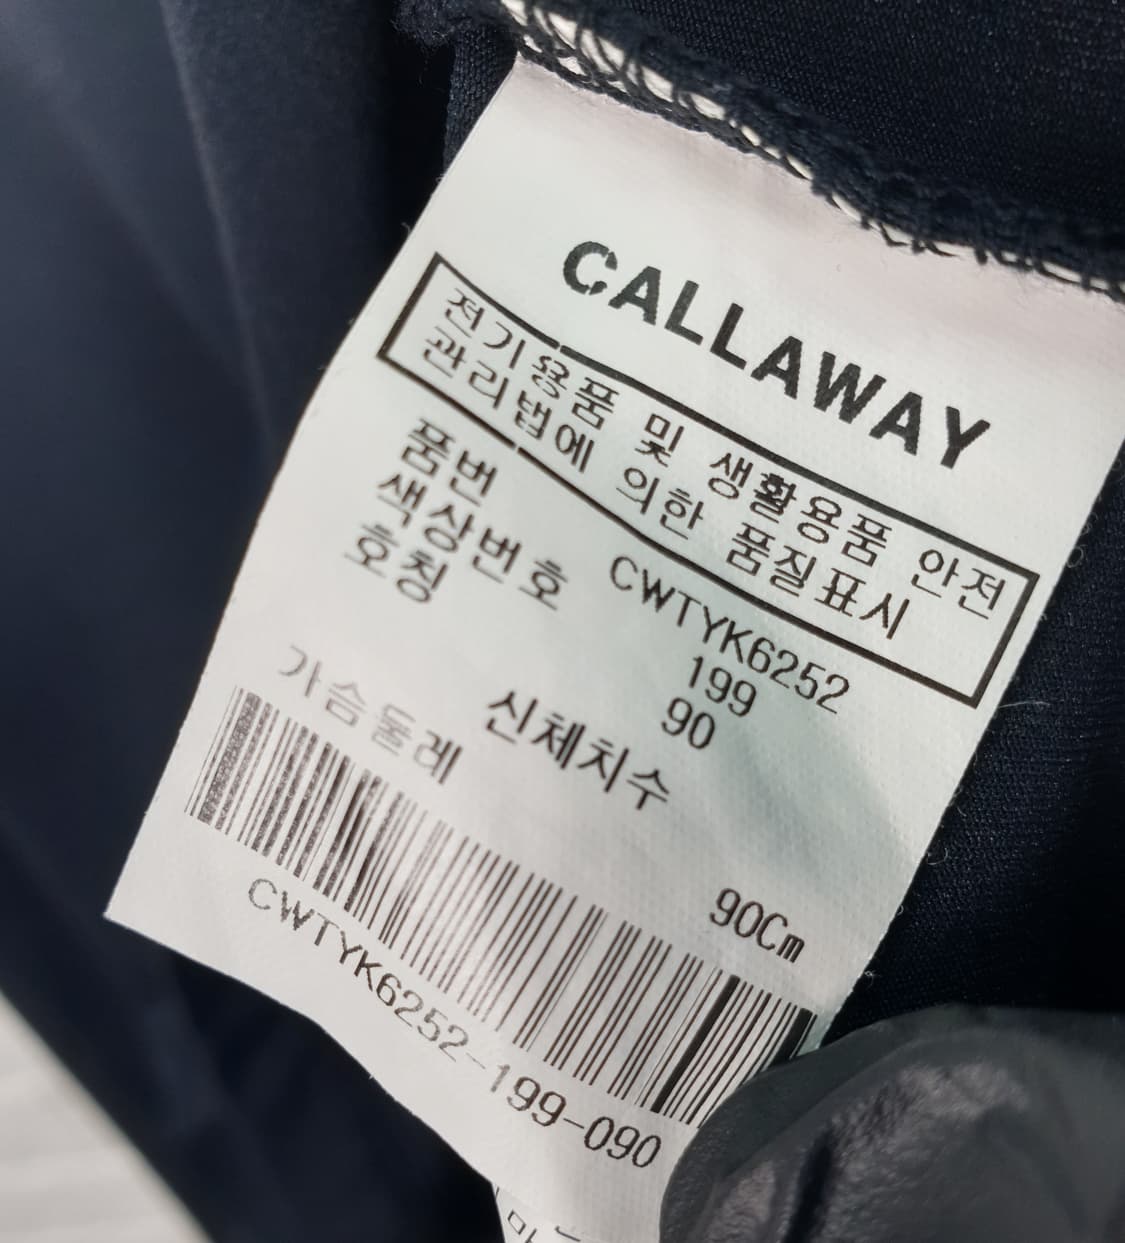 CALLAWAY
전기용품 및 생활용품 안전
관리법에 의한 품질표시
품번 CWTYK6252
색상번호 199
호칭 90
신체치수
가슴둘레 90Cm
CWTYK6252-199-090